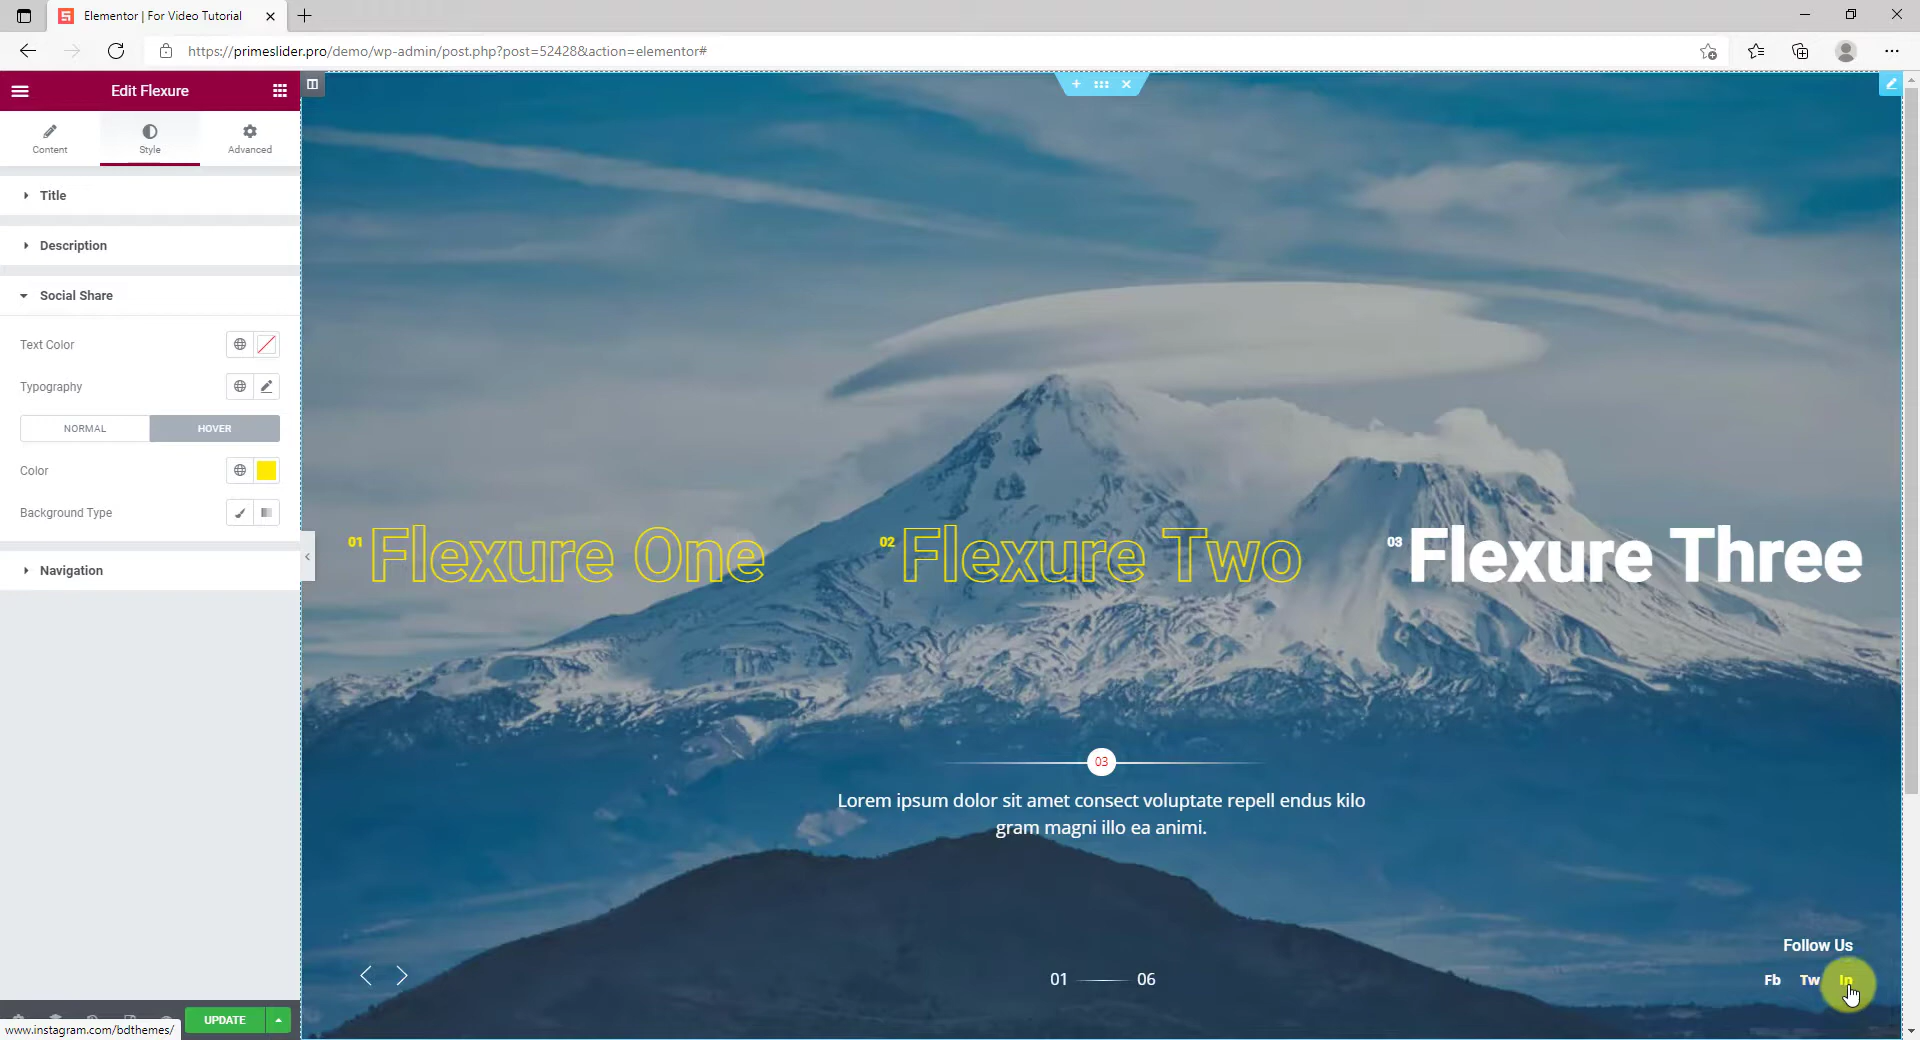 Elementor | For Video Tutorial
https://primeslider.pro/demo/wp-admin/post.php?post=52428&action=elementor#
Edit Flexure
Content
Style
Advanced
Title
Description
Social Share
Text Color
Typography
NORMAL
HOVER
Color
Background Type
Navigation
01 Flexure One
02 Flexure Two
03 Flexure Three
03
Lorem ipsum dolor sit amet consect voluptate repell endus kilo
gram magni illo ea animi.
Follow Us
01
06
Fb Tw In
UPDATE
www.instagram.com/bdthemes/